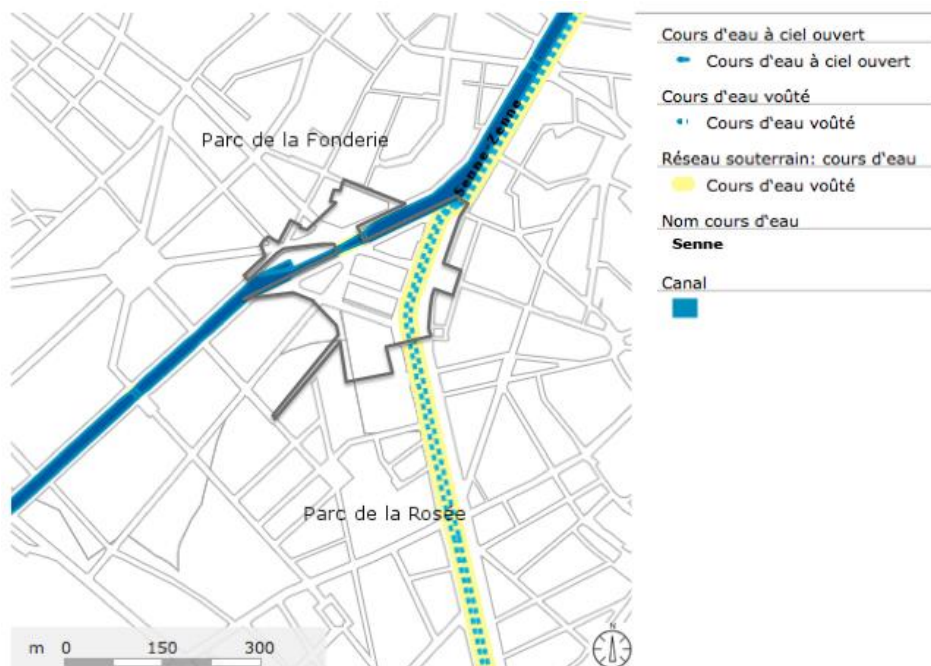 Parc de la Fonderie
Senne-Zenne
Parc de la Rosée
m 0 150 300
N
Cours d'eau à ciel ouvert
Cours d'eau à ciel ouvert
Cours d'eau voûté
Cours d'eau voûté
Réseau souterrain: cours d'eau
Cours d'eau voûté
Nom cours d'eau
Senne
Canal